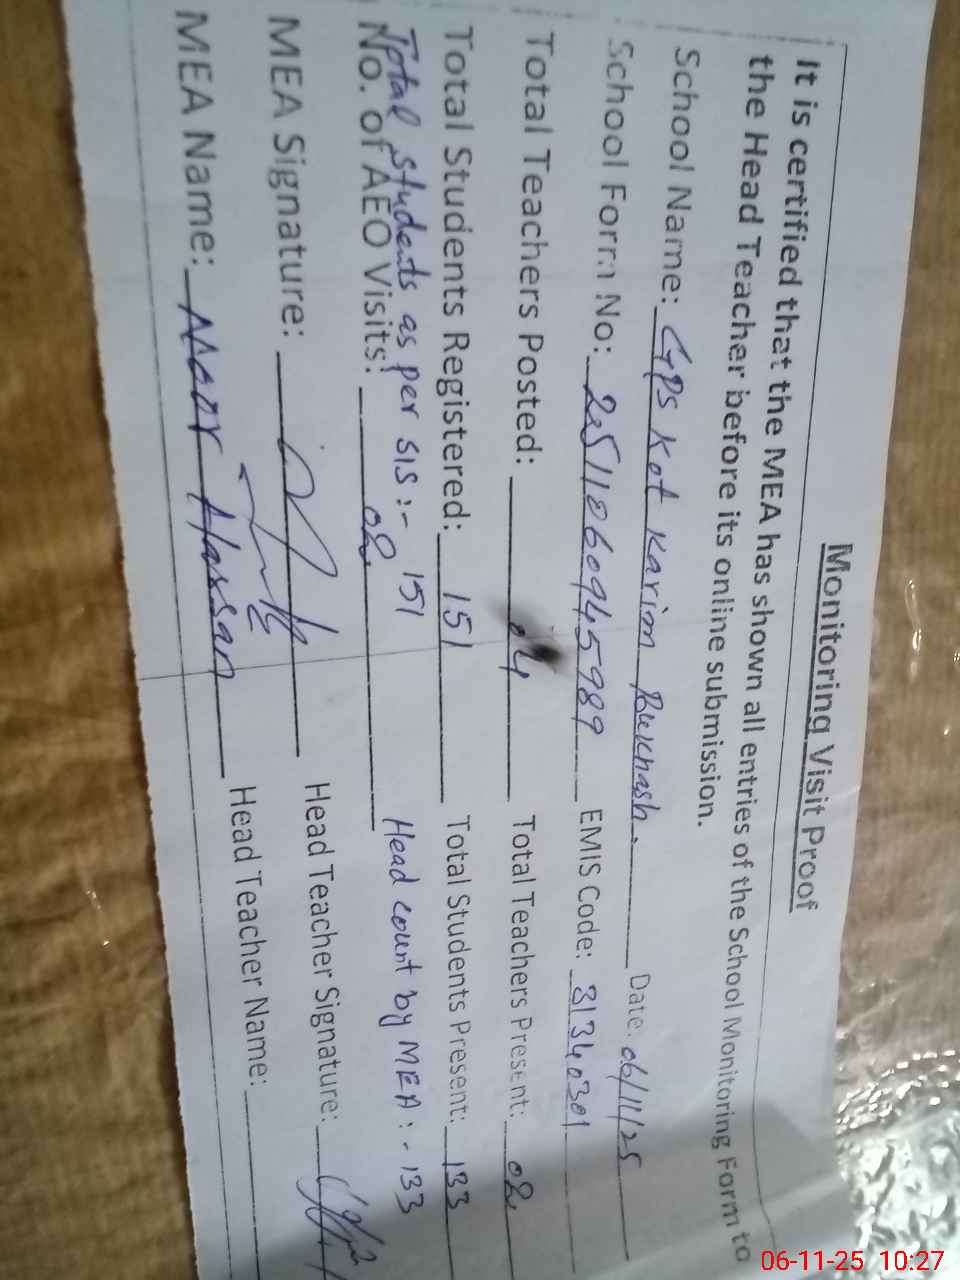 Monitoring Visit Proof
It is certified that the MEA has shown all entries of the School Monitoring Form to
the Head Teacher before its online submission.
School Name: GPS Kot Karim Bukhash. Date: 06/11/25
School Form No: 2511060945989 EMIS Code: 31340301
Total Teachers Posted: 04 Total Teachers Present: 02
Total Students Registered: 151 Total Students Present: 133
Total students as per SIS :- 151 Head count by MEA :- 133
No. of AEO Visits: 02
MEA Signature: Head Teacher Signature:
MEA Name: Noor Hassan Head Teacher Name:
06-11-25 10:27